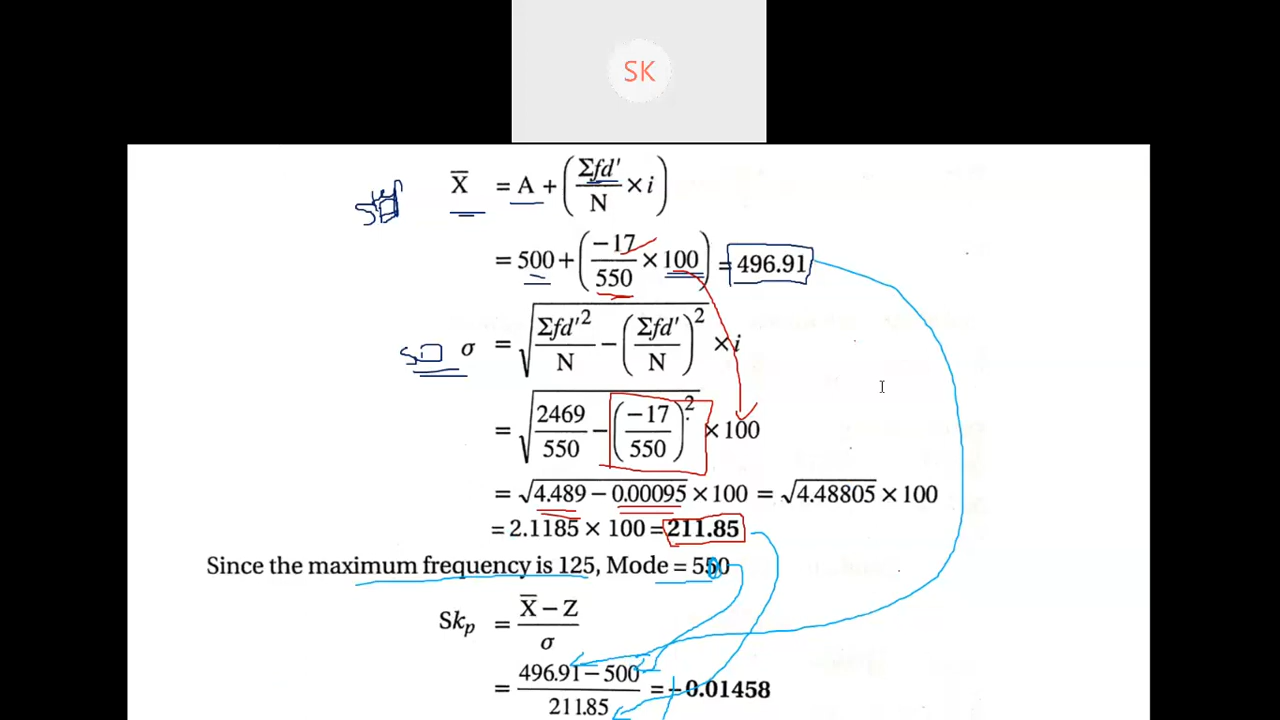 SK
X̄ = A + (Σfd′/N × i)
= 500 + (−17/550 × 100) = 496.91
SD σ = √(Σfd′²/N − (Σfd′/N)²) × i
= √(2469/550 − (−17/550)²) × 100
= √(4.489 − 0.00095) × 100 = √4.48805 × 100
= 2.1185 × 100 = 211.85
Since the maximum frequency is 125, Mode = 550
Skₚ = (X̄ − Z)/σ
= (496.91 − 500)/211.85 = −0.01458